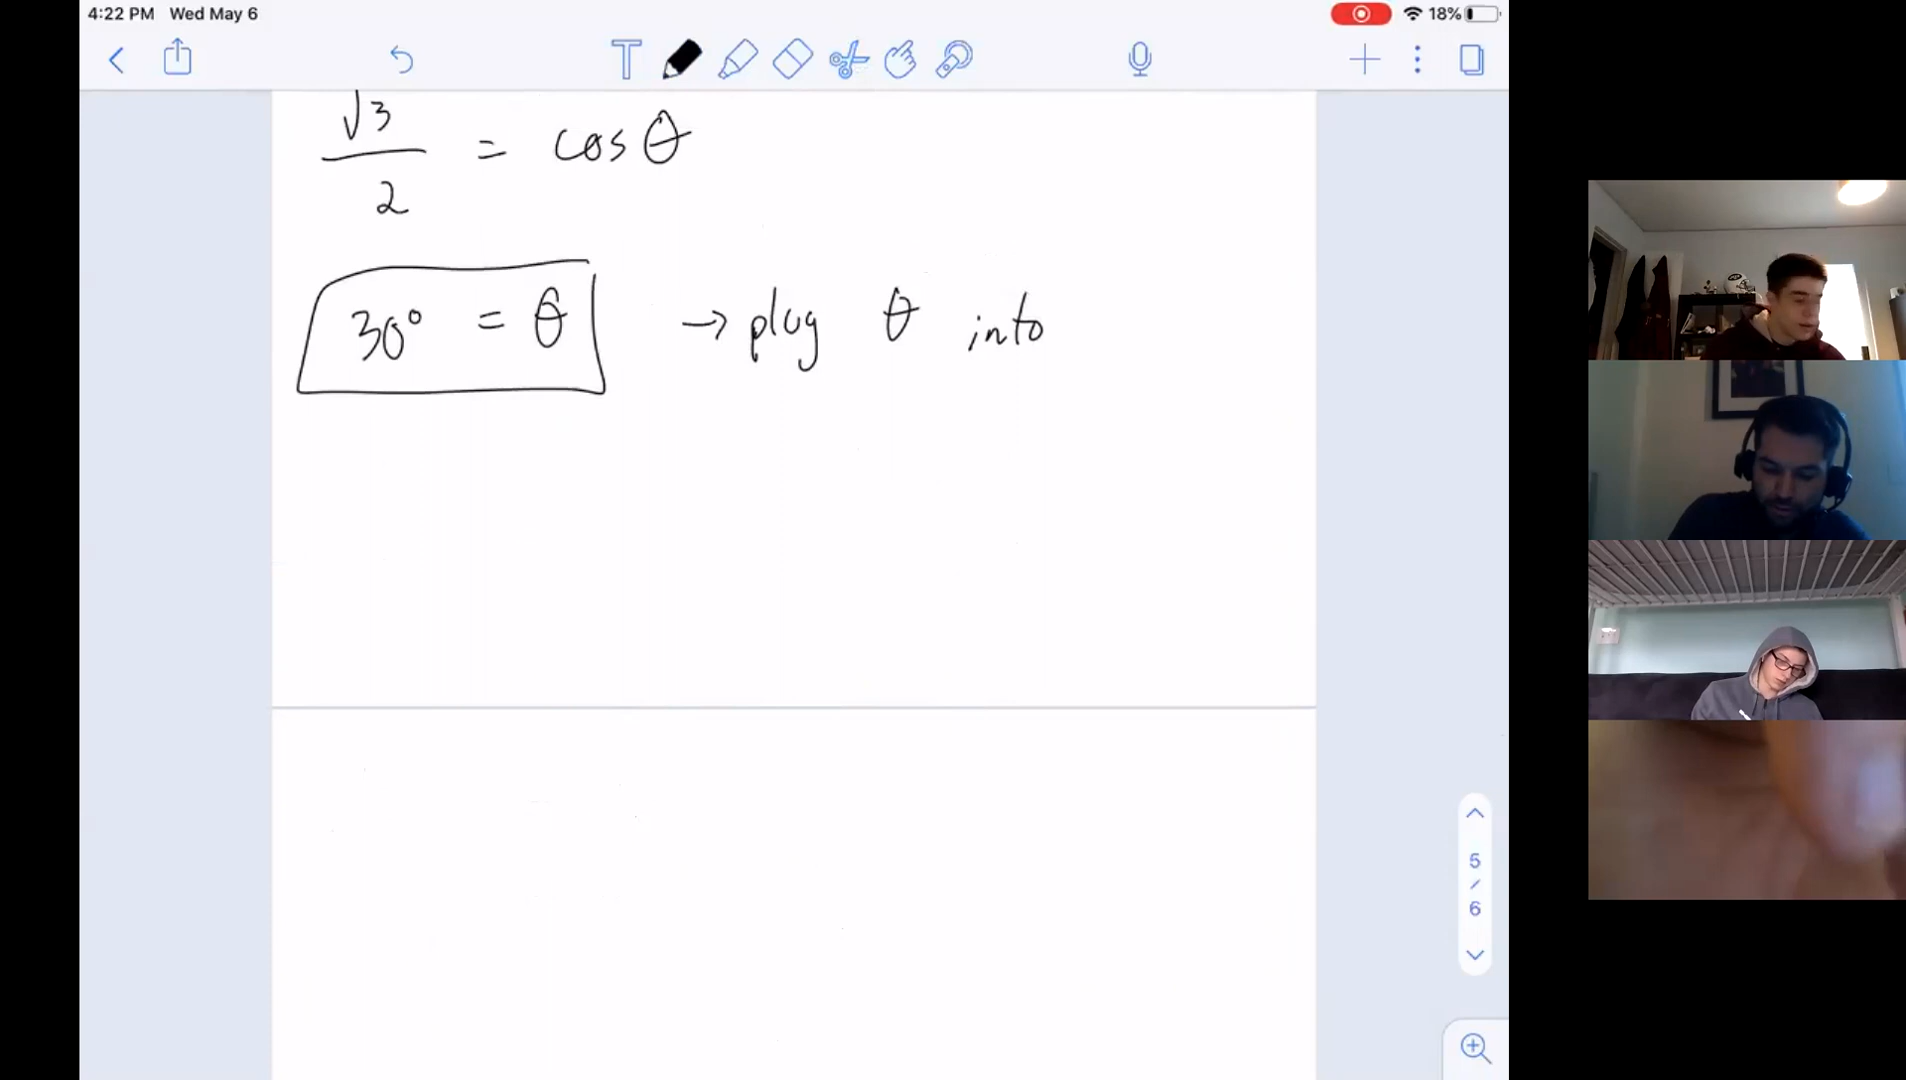 4:22 PM Wed May 6
18%
T
√3
2
= cos θ
30° = θ → plug θ into
5
/
6